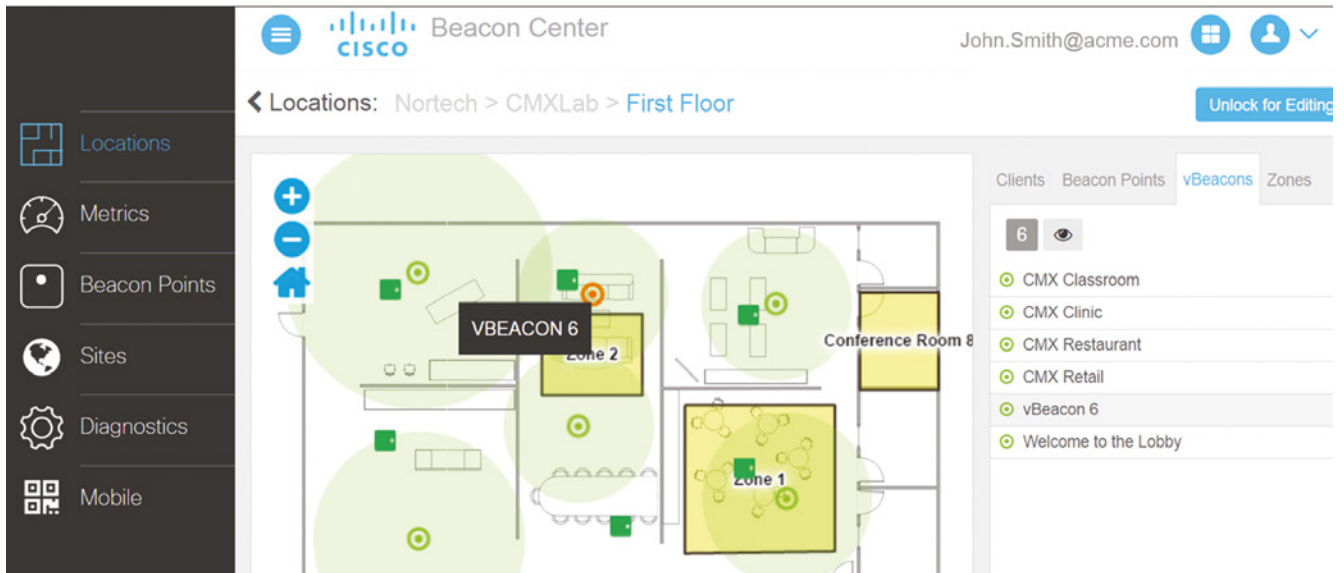 CISCO Beacon Center
John.Smith@acme.com
Locations: Nortech > CMXLab > First Floor
Unlock for Editing
Locations
Metrics
Beacon Points
Sites
Diagnostics
Mobile
VBEACON 6
Zone 2
Conference Room 8
Zone 1
Clients Beacon Points vBeacons Zones
6
CMX Classroom
CMX Clinic
CMX Restaurant
CMX Retail
vBeacon 6
Welcome to the Lobby